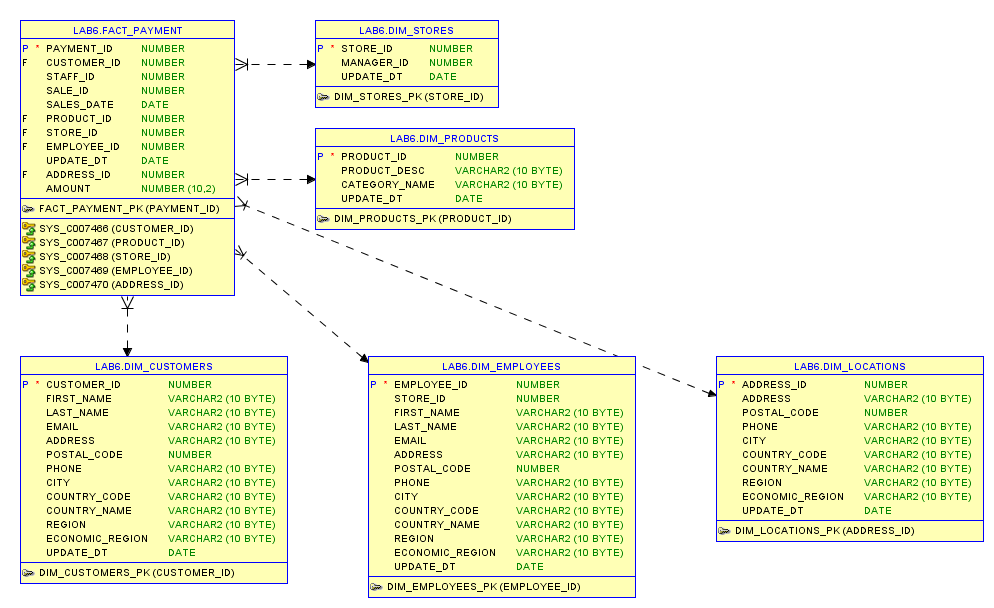 LAB6.FACT_PAYMENT
P * PAYMENT_ID NUMBER
F CUSTOMER_ID NUMBER
STAFF_ID NUMBER
SALE_ID NUMBER
SALES_DATE DATE
F PRODUCT_ID NUMBER
F STORE_ID NUMBER
F EMPLOYEE_ID NUMBER
UPDATE_DT DATE
F ADDRESS_ID NUMBER
AMOUNT NUMBER (10,2)
FACT_PAYMENT_PK (PAYMENT_ID)
SYS_C007466 (CUSTOMER_ID)
SYS_C007467 (PRODUCT_ID)
SYS_C007468 (STORE_ID)
SYS_C007469 (EMPLOYEE_ID)
SYS_C007470 (ADDRESS_ID)
LAB6.DIM_STORES
P * STORE_ID NUMBER
MANAGER_ID NUMBER
UPDATE_DT DATE
DIM_STORES_PK (STORE_ID)
LAB6.DIM_PRODUCTS
P * PRODUCT_ID NUMBER
PRODUCT_DESC VARCHAR2 (10 BYTE)
CATEGORY_NAME VARCHAR2 (10 BYTE)
UPDATE_DT DATE
DIM_PRODUCTS_PK (PRODUCT_ID)
LAB6.DIM_CUSTOMERS
P * CUSTOMER_ID NUMBER
FIRST_NAME VARCHAR2 (10 BYTE)
LAST_NAME VARCHAR2 (10 BYTE)
EMAIL VARCHAR2 (10 BYTE)
ADDRESS VARCHAR2 (10 BYTE)
POSTAL_CODE NUMBER
PHONE VARCHAR2 (10 BYTE)
CITY VARCHAR2 (10 BYTE)
COUNTRY_CODE VARCHAR2 (10 BYTE)
COUNTRY_NAME VARCHAR2 (10 BYTE)
REGION VARCHAR2 (10 BYTE)
ECONOMIC_REGION VARCHAR2 (10 BYTE)
UPDATE_DT DATE
DIM_CUSTOMERS_PK (CUSTOMER_ID)
LAB6.DIM_EMPLOYEES
P * EMPLOYEE_ID NUMBER
STORE_ID NUMBER
FIRST_NAME VARCHAR2 (10 BYTE)
LAST_NAME VARCHAR2 (10 BYTE)
EMAIL VARCHAR2 (10 BYTE)
ADDRESS VARCHAR2 (10 BYTE)
POSTAL_CODE NUMBER
PHONE VARCHAR2 (10 BYTE)
CITY VARCHAR2 (10 BYTE)
COUNTRY_CODE VARCHAR2 (10 BYTE)
COUNTRY_NAME VARCHAR2 (10 BYTE)
REGION VARCHAR2 (10 BYTE)
ECONOMIC_REGION VARCHAR2 (10 BYTE)
UPDATE_DT DATE
DIM_EMPLOYEES_PK (EMPLOYEE_ID)
LAB6.DIM_LOCATIONS
P * ADDRESS_ID NUMBER
ADDRESS VARCHAR2 (10 BYTE)
POSTAL_CODE NUMBER
PHONE VARCHAR2 (10 BYTE)
CITY VARCHAR2 (10 BYTE)
COUNTRY_CODE VARCHAR2 (10 BYTE)
COUNTRY_NAME VARCHAR2 (10 BYTE)
REGION VARCHAR2 (10 BYTE)
ECONOMIC_REGION VARCHAR2 (10 BYTE)
UPDATE_DT DATE
DIM_LOCATIONS_PK (ADDRESS_ID)